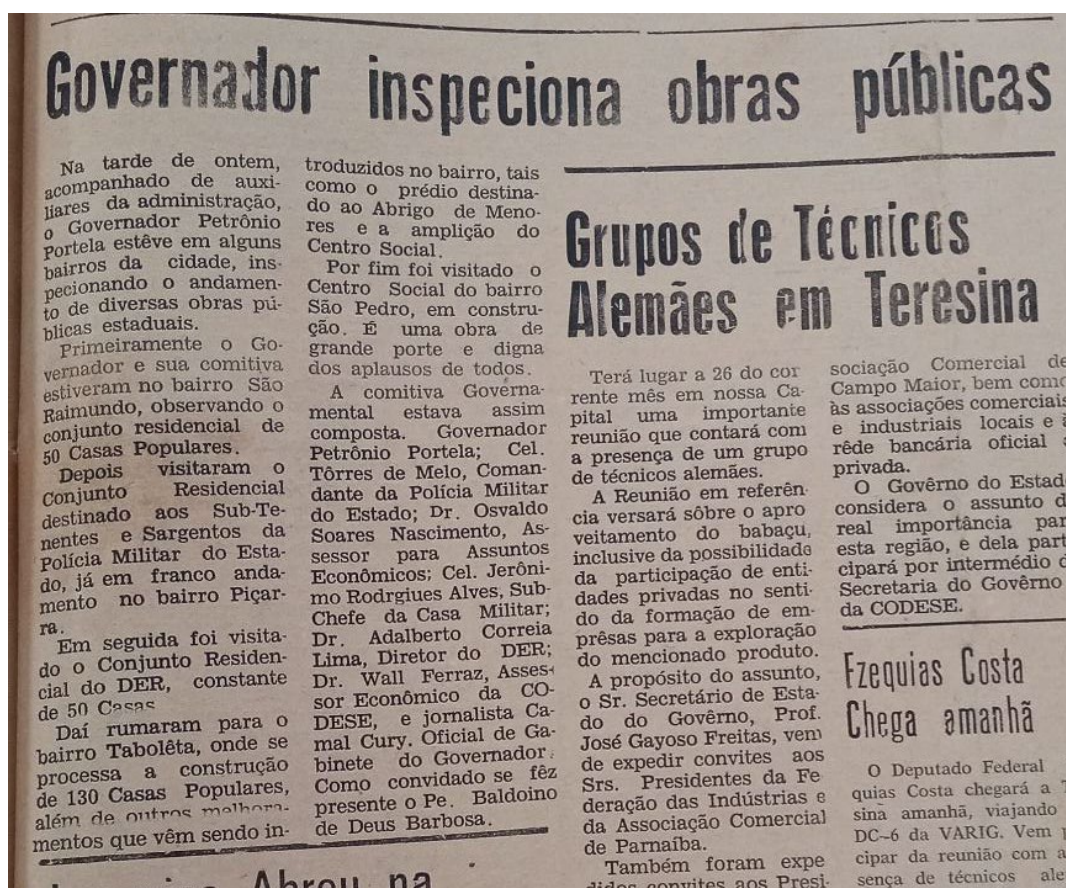 Governador inspeciona obras públicas
Na tarde de ontem,
acompanhado de auxi-
liares da administração,
o Governador Petrônio
Portela estêve em alguns
bairros da cidade, ins-
pecionando o andamen-
to de diversas obras pú-
blicas estaduais.
Primeiramente o Go-
vernador e sua comitiva
estiveram no bairro São
Raimundo, observando o
conjunto residencial de
50 Casas Populares.
Depois visitaram o
Conjunto Residencial
destinado aos Sub-Te-
nentes e Sargentos da
Polícia Militar do Esta-
do, já em franco anda-
mento no bairro Piçar-
ra.
Em seguida foi visita-
do o Conjunto Residen-
cial do DER, constante
de 50 Casas
Daí rumaram para o
bairro Tabolêta, onde se
processa a construção
de 130 Casas Populares,
além de outros melhora-
mentos que vêm sendo in-
troduzidos no bairro, tais
como o prédio destina-
do ao Abrigo de Meno-
res e a amplição do
Centro Social.
Por fim foi visitado o
Centro Social do bairro
São Pedro, em constru-
ção. É uma obra de
grande porte e digna
dos aplausos de todos.
A comitiva Governa-
mental estava assim
composta. Governador
Petrônio Portela; Cel.
Tôrres de Melo, Coman-
dante da Polícia Militar
do Estado; Dr. Osvaldo
Soares Nascimento, As-
sessor para Assuntos
Econômicos; Cel. Jerôni-
mo Rodrgiues Alves, Sub-
Chefe da Casa Militar;
Dr. Adalberto Correia
Lima, Diretor do DER;
Dr. Wall Ferraz, Asses-
sor Econômico da CO-
DESE, e jornalista Ca-
mal Cury. Oficial de Ga-
binete do Governador.
Como convidado se fêz
presente o Pe. Baldoino
de Deus Barbosa.
Grupos de Técnicos
Alemães em Teresina
Terá lugar a 26 do cor
rente mês em nossa Ca-
pital uma importante
reunião que contará com
a presença de um grupo
de técnicos alemães.
A Reunião em referên
cia versará sôbre o apro
veitamento do babaçu,
inclusive da possibilidade
da participação de enti-
dades privadas no senti-
do da formação de em-
prêsas para a exploração
do mencionado produto.
A propósito do assunto,
o Sr. Secretário de Esta-
do do Govêrno, Prof.
José Gayoso Freitas, vem
de expedir convites aos
Srs. Presidentes da Fe
deração das Indústrias e
da Associação Comercial
de Parnaíba.
Também foram expe
didos convites aos Presi-
sociação Comercial de
Campo Maior, bem como
às associações comerciais
e industriais locais e
rêde bancária oficial
privada.
O Govêrno do Estad
considera o assunto d
real importância par
esta região, e dela part
cipará por intermédio d
Secretaria do Govêrno
da CODESE.
Ezequias Costa
Chega amanhã
O Deputado Federal
quias Costa chegará a T
sina amanhã, viajando
DC-6 da VARIG. Vem p
cipar da reunião com a
sença de técnicos ale
Abreu na